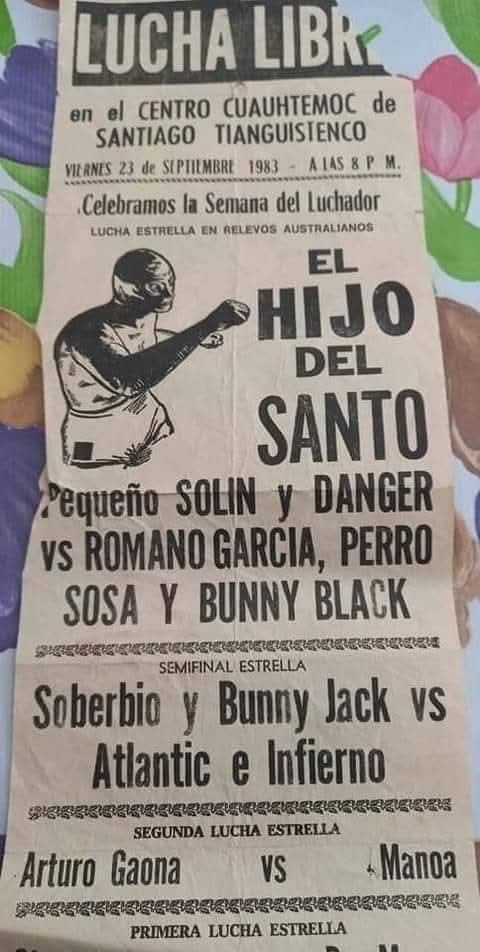 LUCHA LIBR
en el CENTRO CUAUHTEMOC de
SANTIAGO TIANGUISTENCO
VIERNES 23 de SEPTIEMBRE 1983 - A LAS 8 P M.
Celebramos la Semana del Luchador
LUCHA ESTRELLA EN RELEVOS AUSTRALIANOS
EL
HIJO
DEL
SANTO
Pequeño SOLIN y DANGER
vs ROMANO GARCIA, PERRO
SOSA Y BUNNY BLACK
SEMIFINAL ESTRELLA
Soberbio y Bunny Jack vs
Atlantic e Infierno
SEGUNDA LUCHA ESTRELLA
Arturo Gaona vs Manoa
PRIMERA LUCHA ESTRELLA